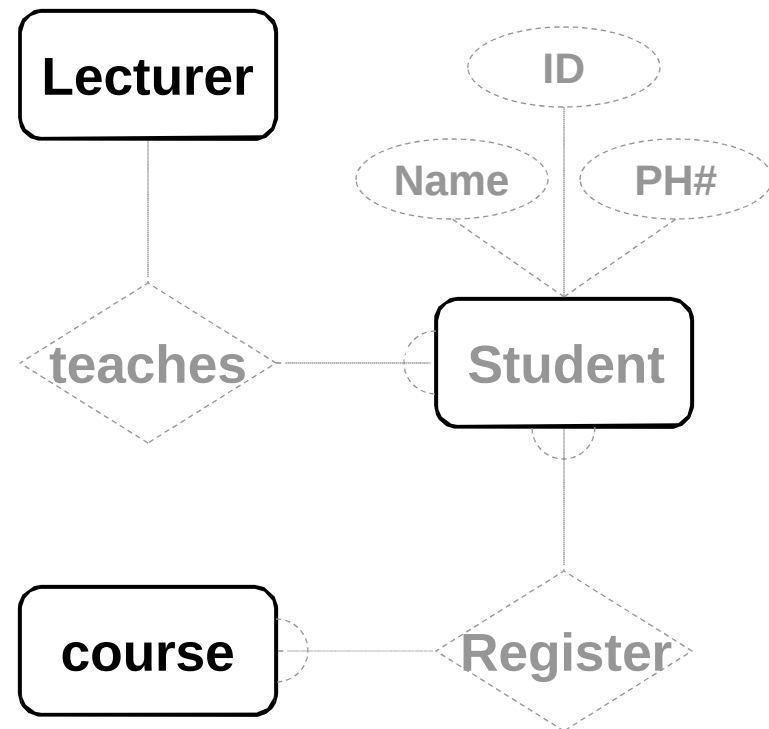 Lecturer
ID
Name
PH#
teaches
Student
course
Register